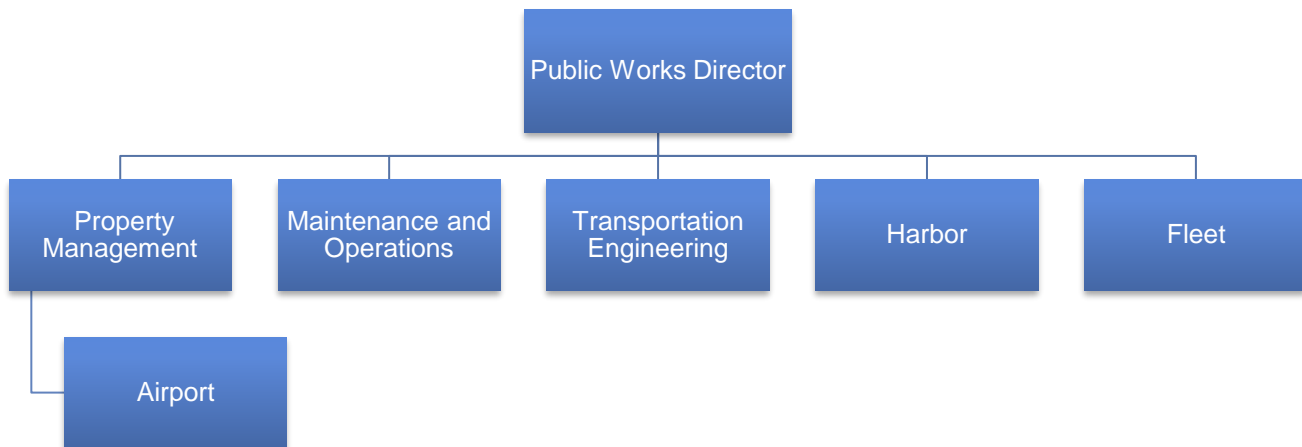 Public Works Director
Property
Management
Maintenance and
Operations
Transportation
Engineering
Harbor
Fleet
Airport